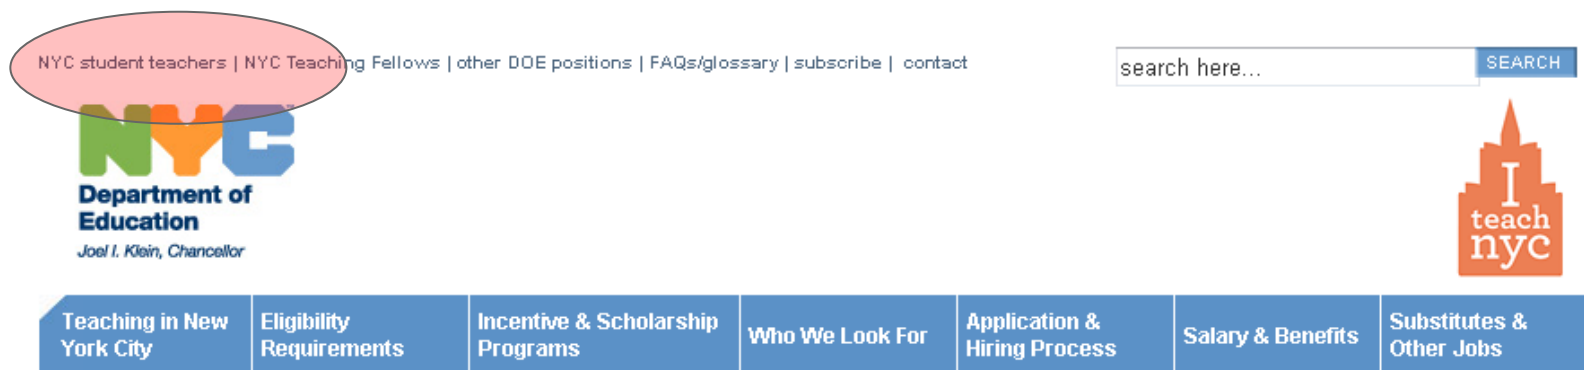 NYC student teachers | NYC Teaching Fellows | other DOE positions | FAQs/glossary | subscribe | contact
search here...
SEARCH
NYC
Department of
Education
Joel I. Klein, Chancellor
I
teach
nyc
Teaching in New
York City
Eligibility
Requirements
Incentive & Scholarship
Programs
Who We Look For
Application &
Hiring Process
Salary & Benefits
Substitutes &
Other Jobs